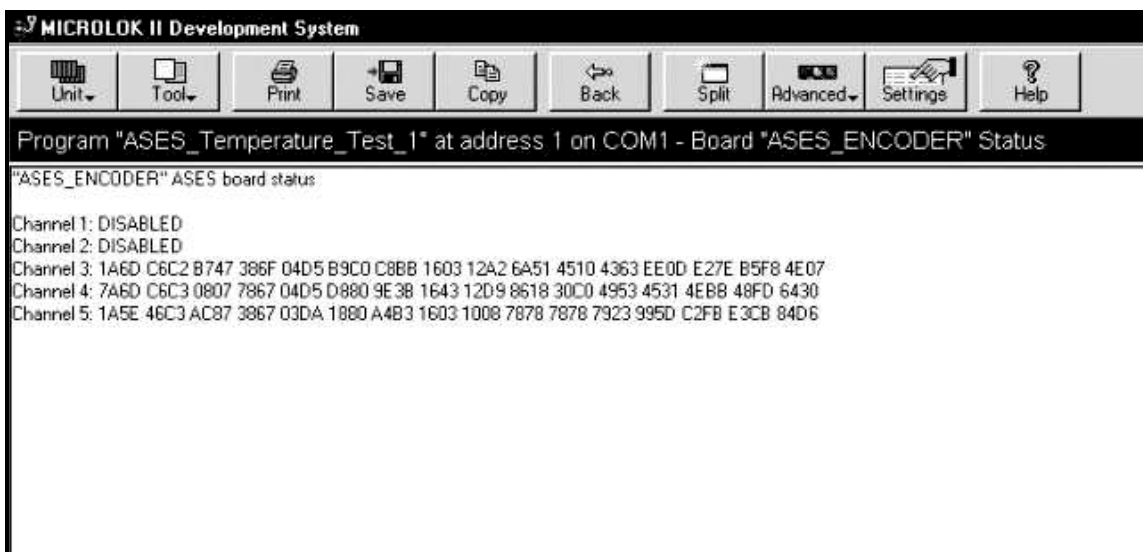 MICROLOK II Development System
Unit Tool Print Save Copy Back Split Advanced Settings Help
Program "ASES_Temperature_Test_1" at address 1 on COM1 - Board "ASES_ENCODER" Status
"ASES_ENCODER" ASES board status
Channel 1: DISABLED
Channel 2: DISABLED
Channel 3: 1A6D C6C2 B747 386F 04D5 B9C0 C8BB 1603 12A2 6A51 4510 4363 EE0D E27E B5F8 4E07
Channel 4: 7A6D C6C3 0807 7867 04D5 D880 9E3B 1643 12D9 8618 30C0 4953 4531 4EBB 48FD 6430
Channel 5: 1A5E 46C3 AC87 3867 03DA 1880 A4B3 1603 1008 7878 7878 7923 995D C2FB E3CB 84D6